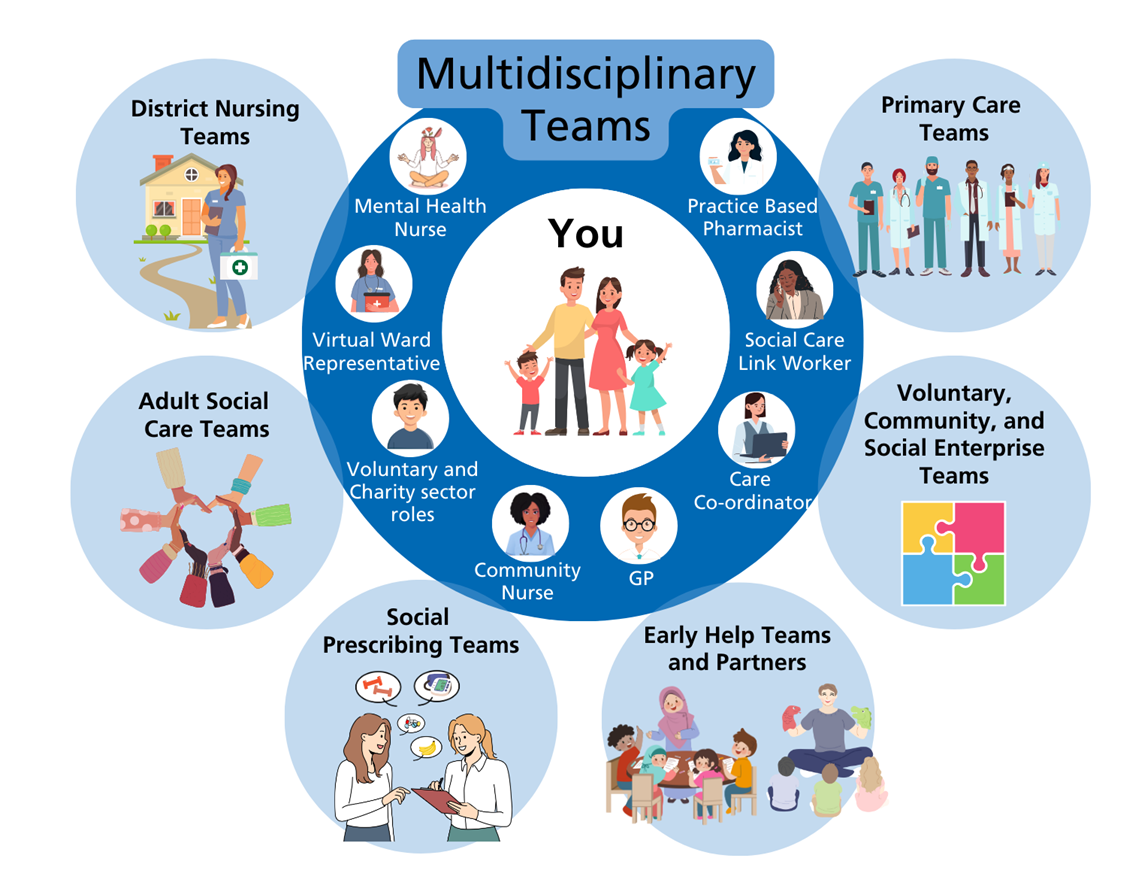 Multidisciplinary
Teams
District Nursing
Teams
Primary Care
Teams
Mental Health
Nurse
Practice Based
Pharmacist
You
Virtual Ward
Representative
Social Care
Link Worker
Adult Social
Care Teams
Voluntary,
Community, and
Social Enterprise
Teams
Voluntary and
Charity sector
roles
Care
Co-ordinator
Community
Nurse
GP
Social
Prescribing Teams
Early Help Teams
and Partners